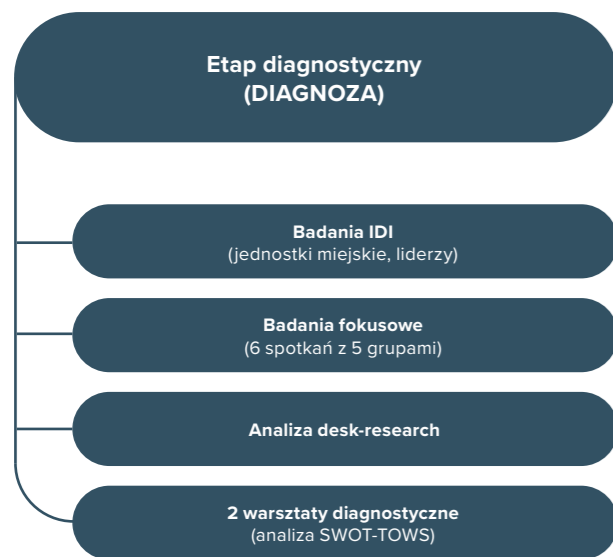 Etap diagnostyczny
(DIAGNOZA)
Badania IDI
(jednostki miejskie, liderzy)
Badania fokusowe
(6 spotkań z 5 grupami)
Analiza desk-research
2 warsztaty diagnostyczne
(analiza SWOT-TOWS)